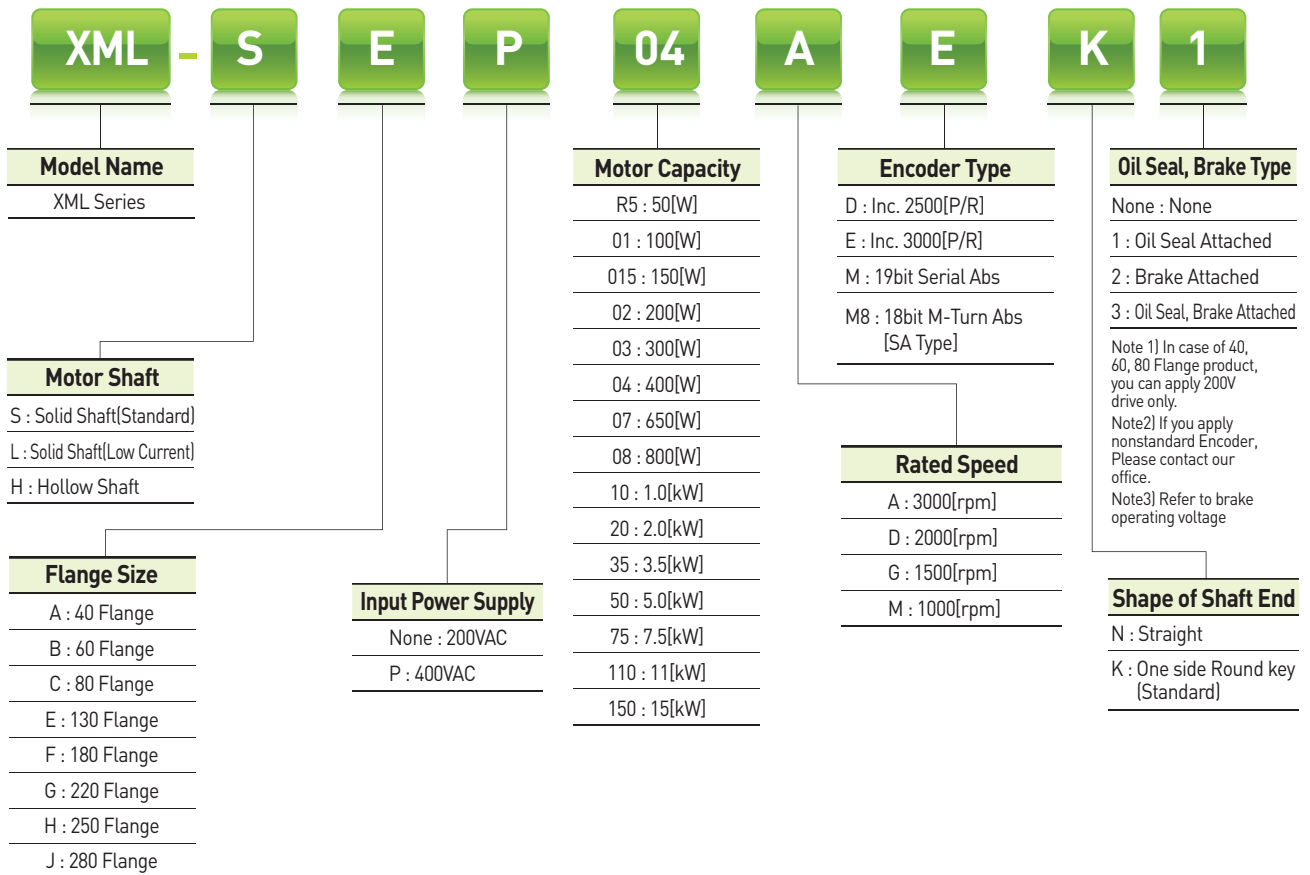 XML - S E P 04 A E K 1
Model Name
XML Series
Motor Shaft
S : Solid Shaft(Standard)
L : Solid Shaft(Low Current)
H : Hollow Shaft
Flange Size
A : 40 Flange
B : 60 Flange
C : 80 Flange
E : 130 Flange
F : 180 Flange
G : 220 Flange
H : 250 Flange
J : 280 Flange
Input Power Supply
None : 200VAC
P : 400VAC
Motor Capacity
R5 : 50[W]
01 : 100[W]
015 : 150[W]
02 : 200[W]
03 : 300[W]
04 : 400[W]
07 : 650[W]
08 : 800[W]
10 : 1.0[kW]
20 : 2.0[kW]
35 : 3.5[kW]
50 : 5.0[kW]
75 : 7.5[kW]
110 : 11[kW]
150 : 15[kW]
Encoder Type
D : Inc. 2500[P/R]
E : Inc. 3000[P/R]
M : 19bit Serial Abs
M8 : 18bit M-Turn Abs
[SA Type]
Rated Speed
A : 3000[rpm]
D : 2000[rpm]
G : 1500[rpm]
M : 1000[rpm]
Oil Seal, Brake Type
None : None
1 : Oil Seal Attached
2 : Brake Attached
3 : Oil Seal, Brake Attached
Note 1) In case of 40,
60, 80 Flange product,
you can apply 200V
drive only.
Note2) If you apply
nonstandard Encoder,
Please contact our
office.
Note3) Refer to brake
operating voltage
Shape of Shaft End
N : Straight
K : One side Round key
(Standard)